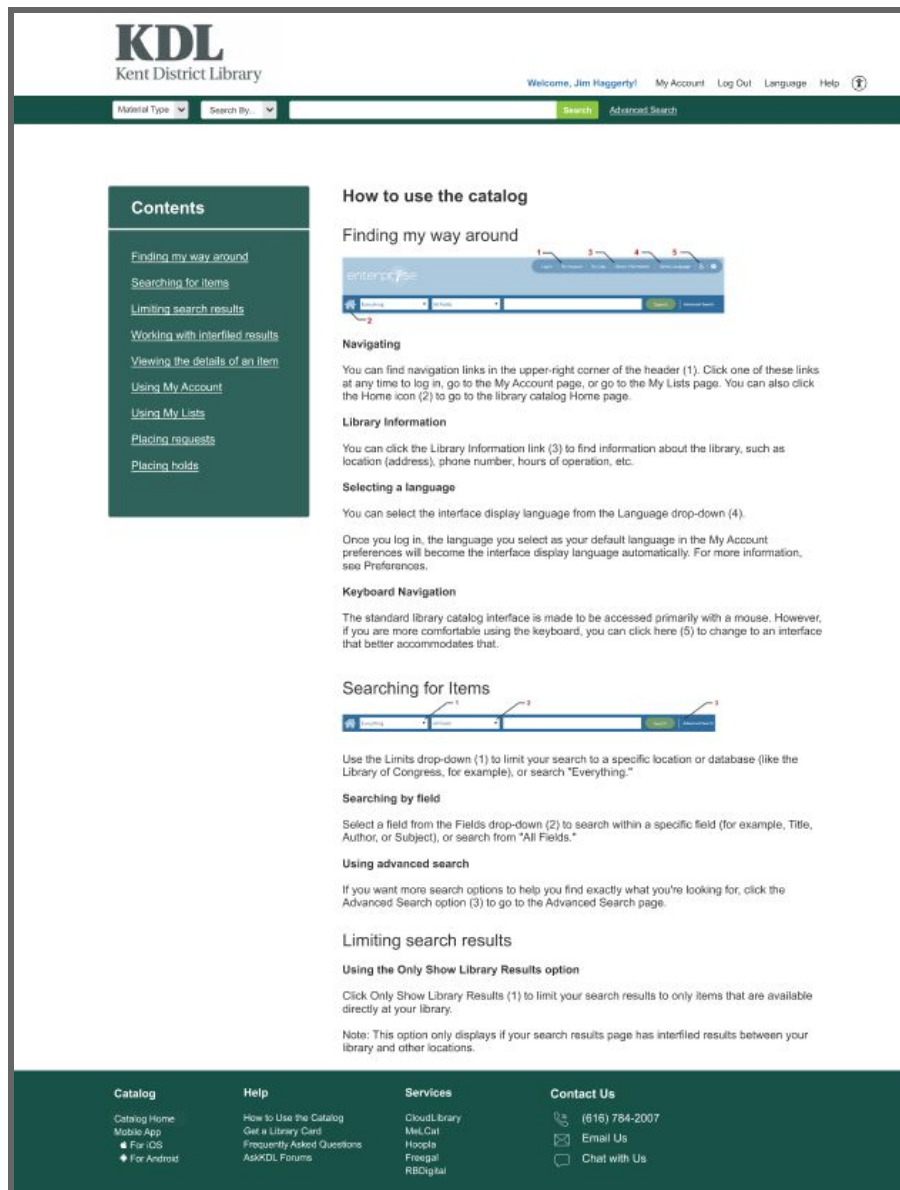 KDL
Kent District Library
Welcome, Jim Haggerty! My Account Log Out Language Help
Material Type Search By... Search Advanced Search
Contents
Finding my way around
Searching for items
Limiting search results
Working with interfiled results
Viewing the details of an item
Using My Account
Using My Lists
Placing requests
Placing holds
How to use the catalog
Finding my way around
1 3 4 5
enterprise
Everything All Fields Search Advanced Search
2
Navigating
You can find navigation links in the upper-right corner of the header (1). Click one of these links
at any time to log in, go to the My Account page, or go to the My Lists page. You can also click
the Home icon (2) to go to the library catalog Home page.
Library Information
You can click the Library Information link (3) to find information about the library, such as
location (address), phone number, hours of operation, etc.
Selecting a language
You can select the interface display language from the Language drop-down (4).
Once you log in, the language you select as your default language in the My Account
preferences will become the interface display language automatically. For more information,
see Preferences.
Keyboard Navigation
The standard library catalog interface is made to be accessed primarily with a mouse. However,
if you are more comfortable using the keyboard, you can click here (5) to change to an interface
that better accommodates that.
Searching for Items
1 2 3
Everything All Fields Search Advanced Search
Use the Limits drop-down (1) to limit your search to a specific location or database (like the
Library of Congress, for example), or search "Everything."
Searching by field
Select a field from the Fields drop-down (2) to search within a specific field (for example, Title,
Author, or Subject), or search from "All Fields."
Using advanced search
If you want more search options to help you find exactly what you're looking for, click the
Advanced Search option (3) to go to the Advanced Search page.
Limiting search results
Using the Only Show Library Results option
Click Only Show Library Results (1) to limit your search results to only items that are available
directly at your library.
Note: This option only displays if your search results page has interfiled results between your
library and other locations.
Catalog
Catalog Home
Mobile App
For iOS
For Android
Help
How to Use the Catalog
Get a Library Card
Frequently Asked Questions
AskKDL Forums
Services
CloudLibrary
MeLCat
Hoopla
Freegal
RBDigital
Contact Us
(616) 784-2007
Email Us
Chat with Us